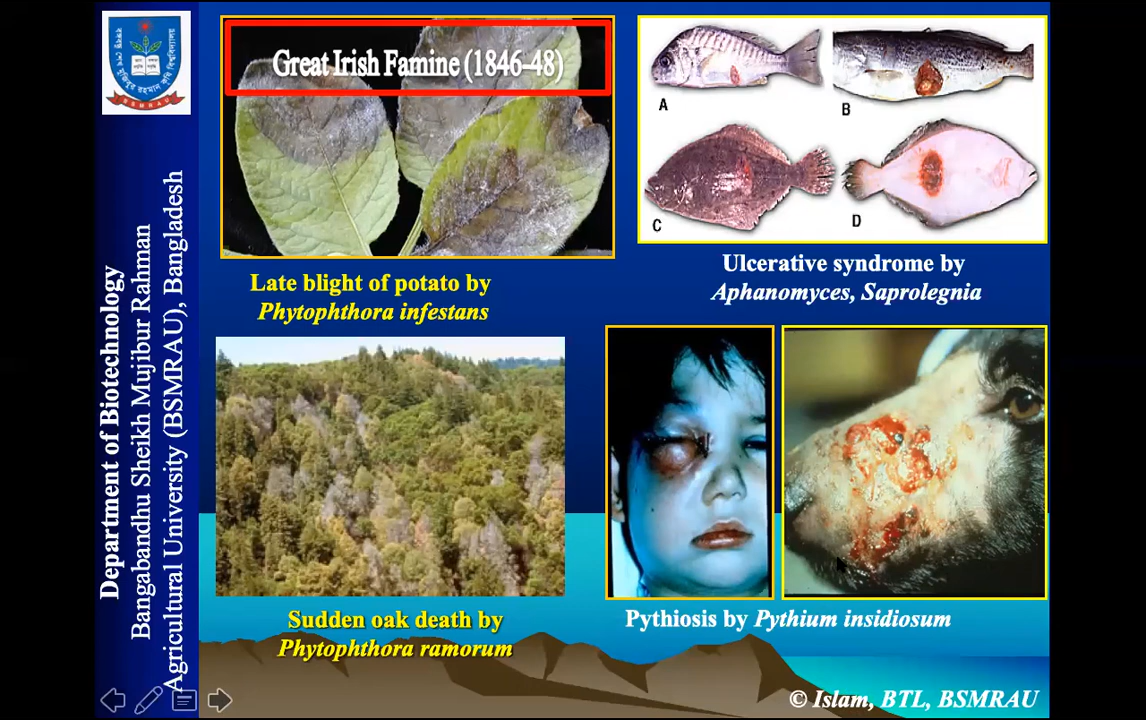 Great Irish Famine (1846-48)
A
B
C
D
Late blight of potato by
Phytophthora infestans
Ulcerative syndrome by
Aphanomyces, Saprolegnia
Sudden oak death by
Phytophthora ramorum
Pythiosis by Pythium insidiosum
Department of Biotechnology
Bangabandhu Sheikh Mujibur Rahman
Agricultural University (BSMRAU), Bangladesh
BSMRAU
© Islam, BTL, BSMRAU